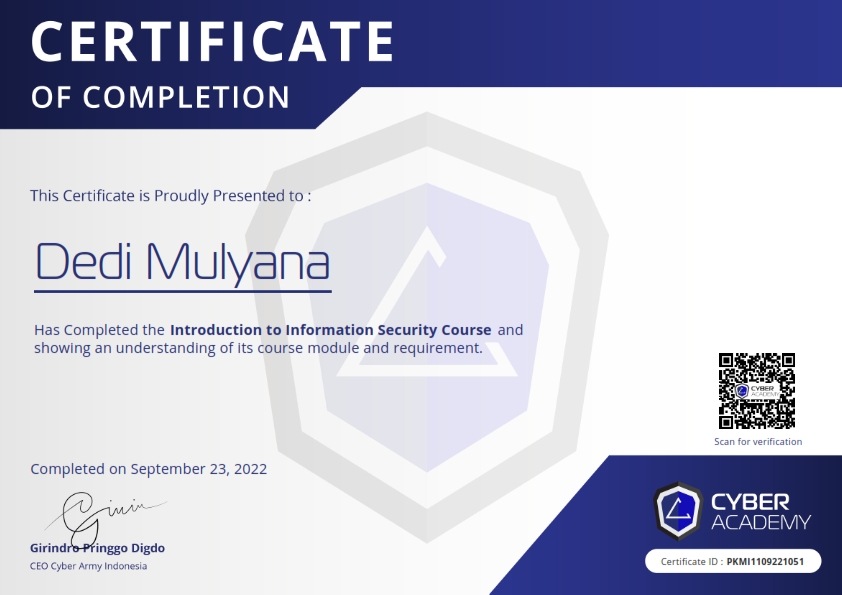 CERTIFICATE
OF COMPLETION
This Certificate is Proudly Presented to :
Dedi Mulyana
Has Completed the Introduction to Information Security Course and
showing an understanding of its course module and requirement.
CYBER
ACADEMY
Scan for verification
Completed on September 23, 2022
Girindro Pringgo Digdo
CEO Cyber Army Indonesia
CYBER
ACADEMY
Certificate ID : PKMI1109221051